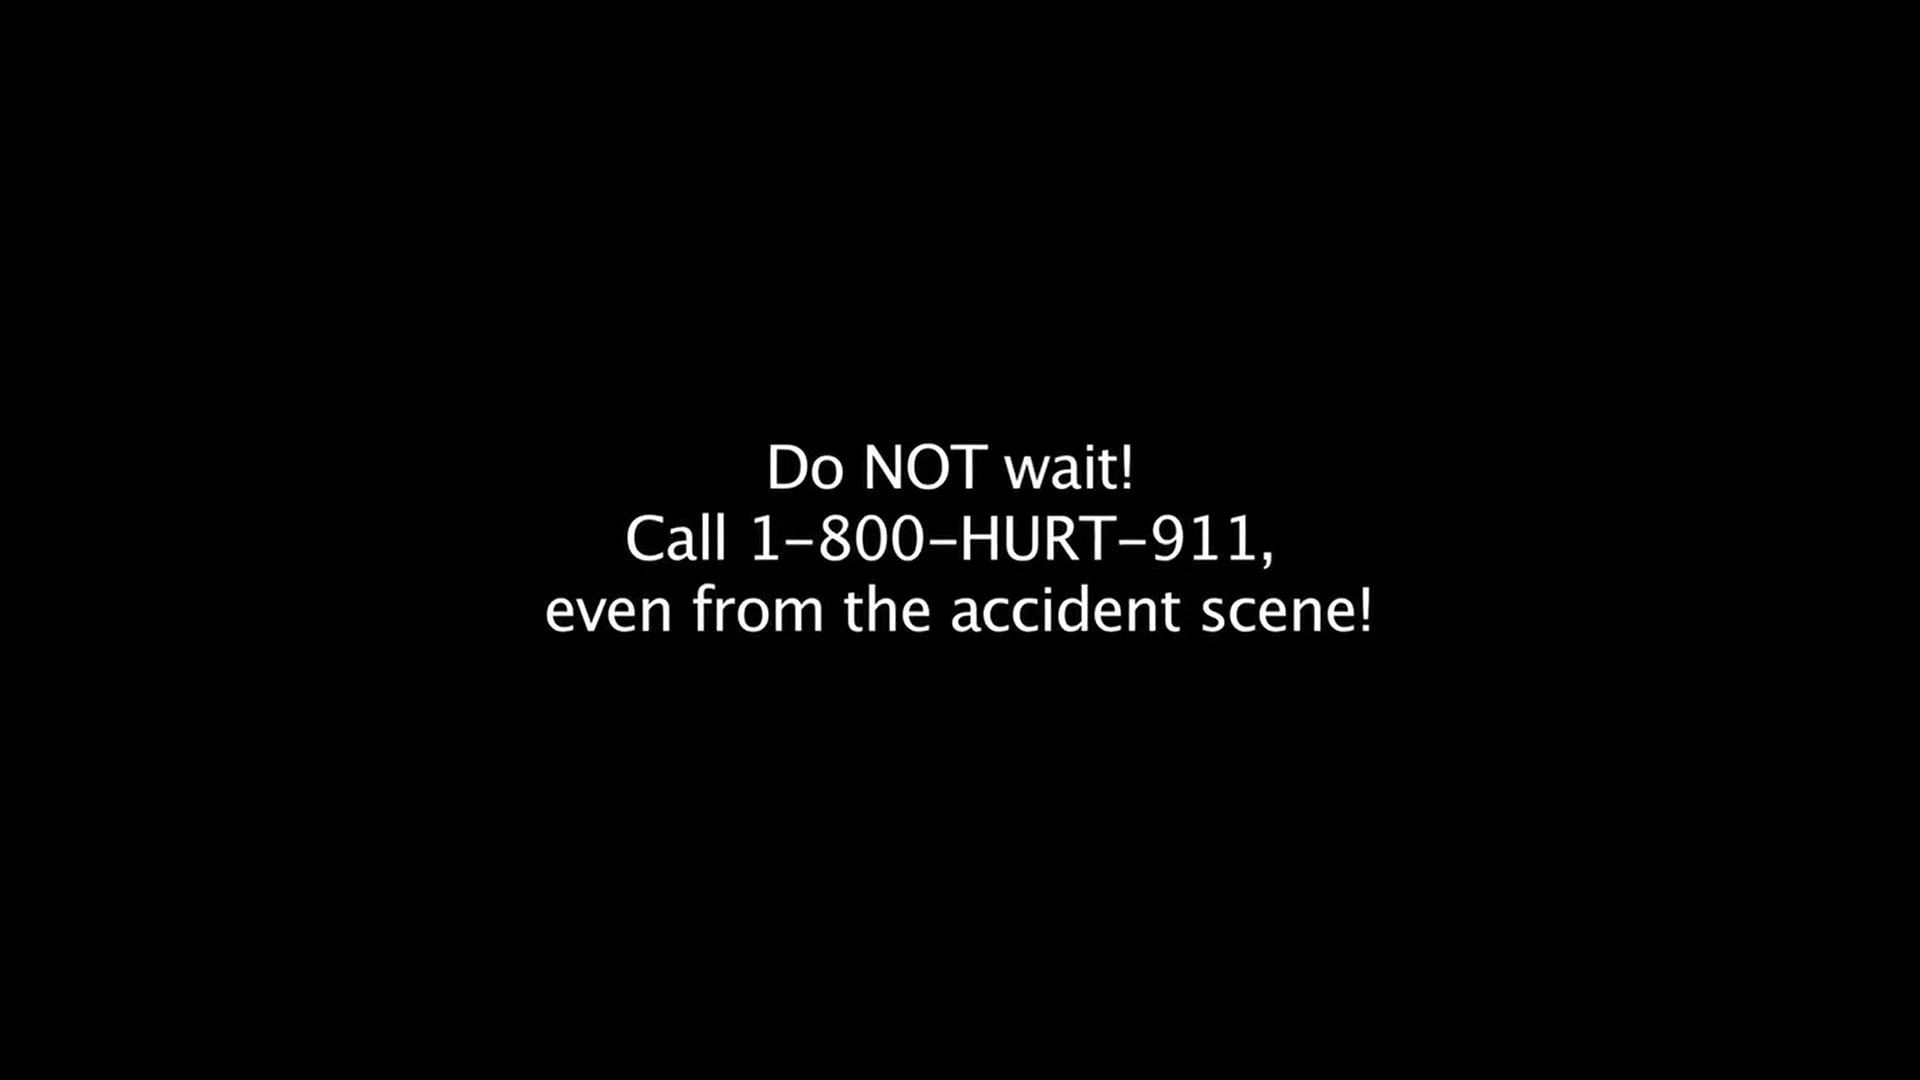 Do NOT wait!
Call 1-800-HURT-911,
even from the accident scene!